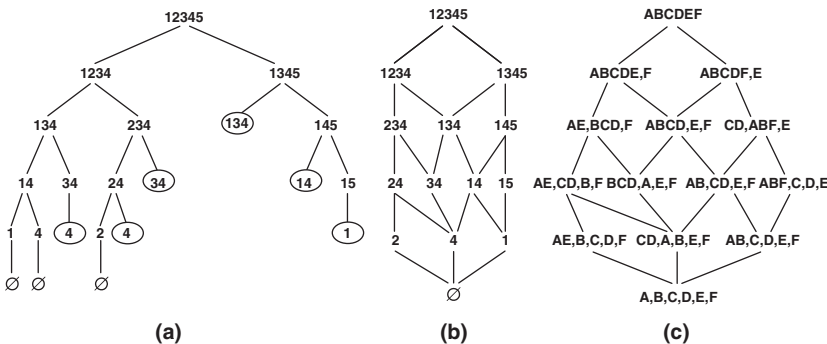 12345 12345 ABCDEF
1234 1345 1234 1345 ABCDE,F ABCDF,E
134 234 134 145 234 134 145 AE,BCD,F ABCD,E,F CD,ABF,E
14 34 24 34 14 15 24 34 14 15 AE,CD,B,F BCD,A,E,F AB,CD,E,F ABF,C,D,E
1 4 4 2 4 1 2 4 1 AE,B,C,D,F CD,A,B,E,F AB,C,D,E,F
∅ ∅ ∅ ∅ A,B,C,D,E,F
(a) (b) (c)